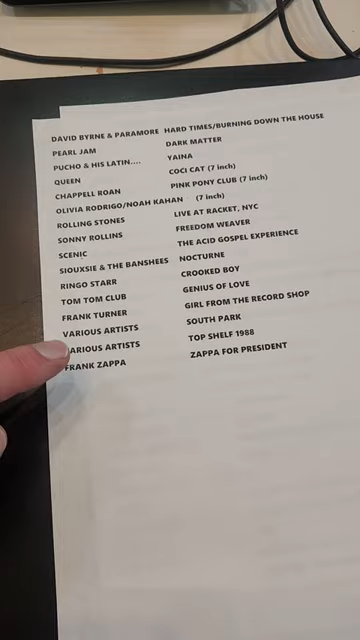 DAVID BYRNE & PARAMORE HARD TIMES/BURNING DOWN THE HOUSE
PEARL JAM DARK MATTER
PUCHO & HIS LATIN.... YAINA
QUEEN COCI CAT (7 inch)
CHAPPELL ROAN PINK PONY CLUB (7 inch)
OLIVIA RODRIGO/NOAH KAHAN (7 inch)
ROLLING STONES LIVE AT RACKET, NYC
SONNY ROLLINS FREEDOM WEAVER
SCENIC THE ACID GOSPEL EXPERIENCE
SIOUXSIE & THE BANSHEES NOCTURNE
RINGO STARR CROOKED BOY
TOM TOM CLUB GENIUS OF LOVE
FRANK TURNER GIRL FROM THE RECORD SHOP
VARIOUS ARTISTS SOUTH PARK
VARIOUS ARTISTS TOP SHELF 1988
FRANK ZAPPA ZAPPA FOR PRESIDENT